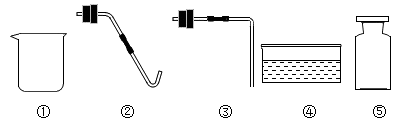 ① ② ③ ④ ⑤